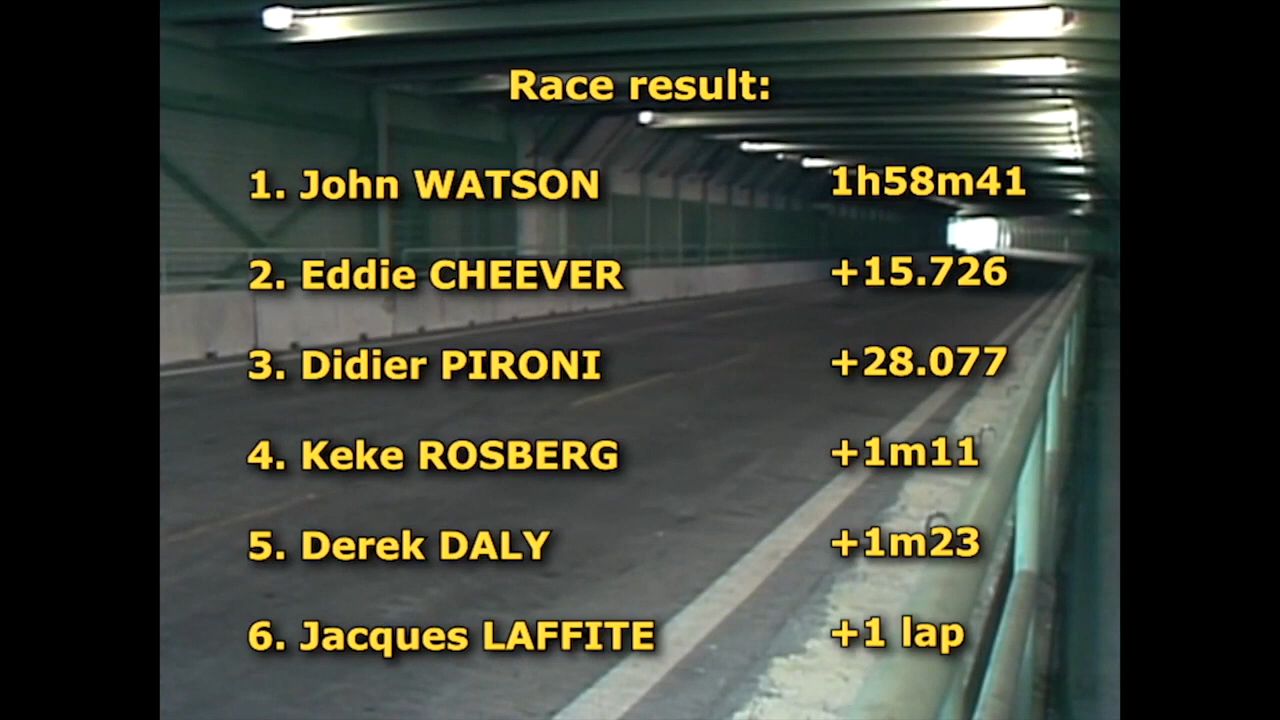 Race result:
1. John WATSON 1h58m41
2. Eddie CHEEVER +15.726
3. Didier PIRONI +28.077
4. Keke ROSBERG +1m11
5. Derek DALY +1m23
6. Jacques LAFFITE +1 lap